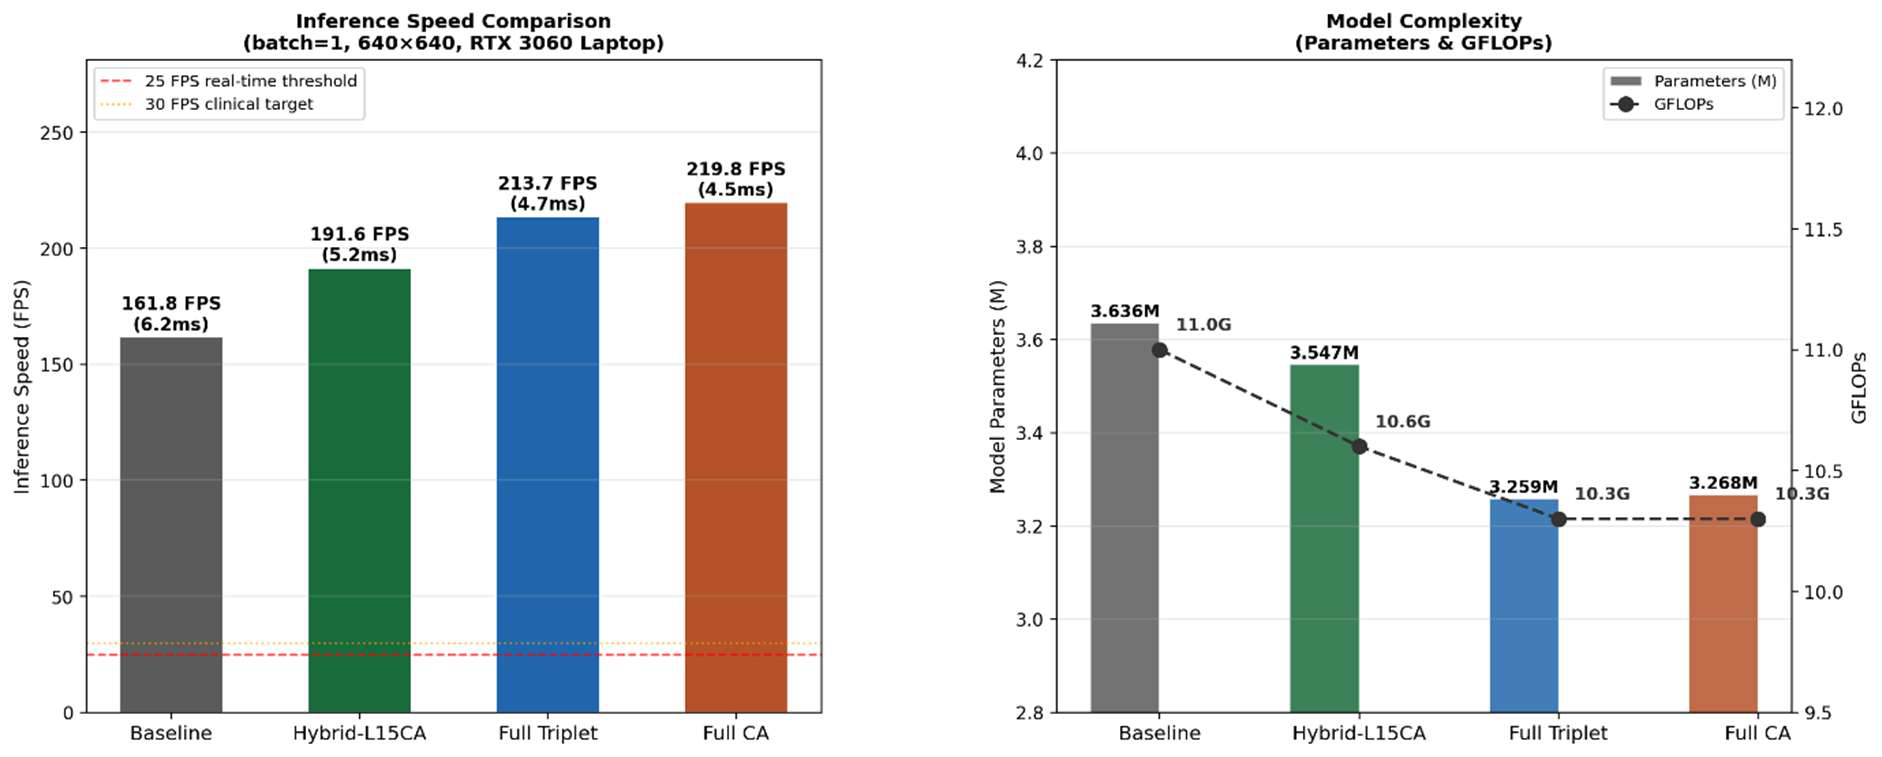 Inference Speed Comparison
(batch=1, 640×640, RTX 3060 Laptop)
25 FPS real-time threshold
30 FPS clinical target
Inference Speed (FPS)
250
200
150
100
50
0
161.8 FPS
(6.2ms)
191.6 FPS
(5.2ms)
213.7 FPS
(4.7ms)
219.8 FPS
(4.5ms)
Baseline
Hybrid-L15CA
Full Triplet
Full CA
Model Complexity
(Parameters & GFLOPs)
Parameters (M)
GFLOPs
Model Parameters (M)
4.2
4.0
3.8
3.6
3.4
3.2
3.0
2.8
3.636M
11.0G
3.547M
10.6G
3.259M
10.3G
3.268M
10.3G
12.0
11.5
11.0
10.5
10.0
9.5
GFLOPs
Baseline
Hybrid-L15CA
Full Triplet
Full CA